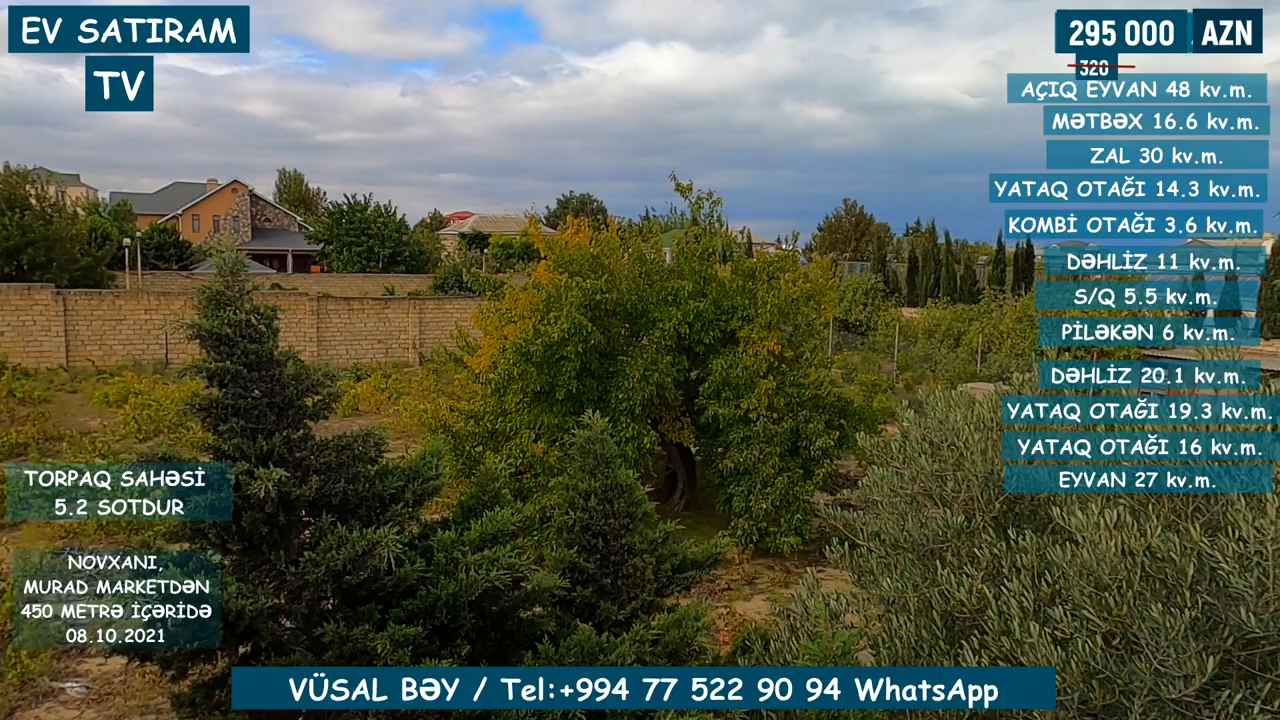 EV SATIRAM
TV
295 000 AZN
320
AÇIQ EYVAN 48 kv.m.
MƏTBƏX 16.6 kv.m.
ZAL 30 kv.m.
YATAQ OTAĞI 14.3 kv.m.
KOMBİ OTAĞI 3.6 kv.m.
DƏHLİZ 11 kv.m.
S/Q 5.5 kv.m.
PİLƏKƏN 6 kv.m.
DƏHLİZ 20.1 kv.m.
YATAQ OTAĞI 19.3 kv.m.
YATAQ OTAĞI 16 kv.m.
EYVAN 27 kv.m.
TORPAQ SAHƏSİ
5.2 SOTDUR
NOVXANI,
MURAD MARKETDƏN
450 METRƏ İÇƏRİDƏ
08.10.2021
VÜSAL BƏY / Tel:+994 77 522 90 94 WhatsApp